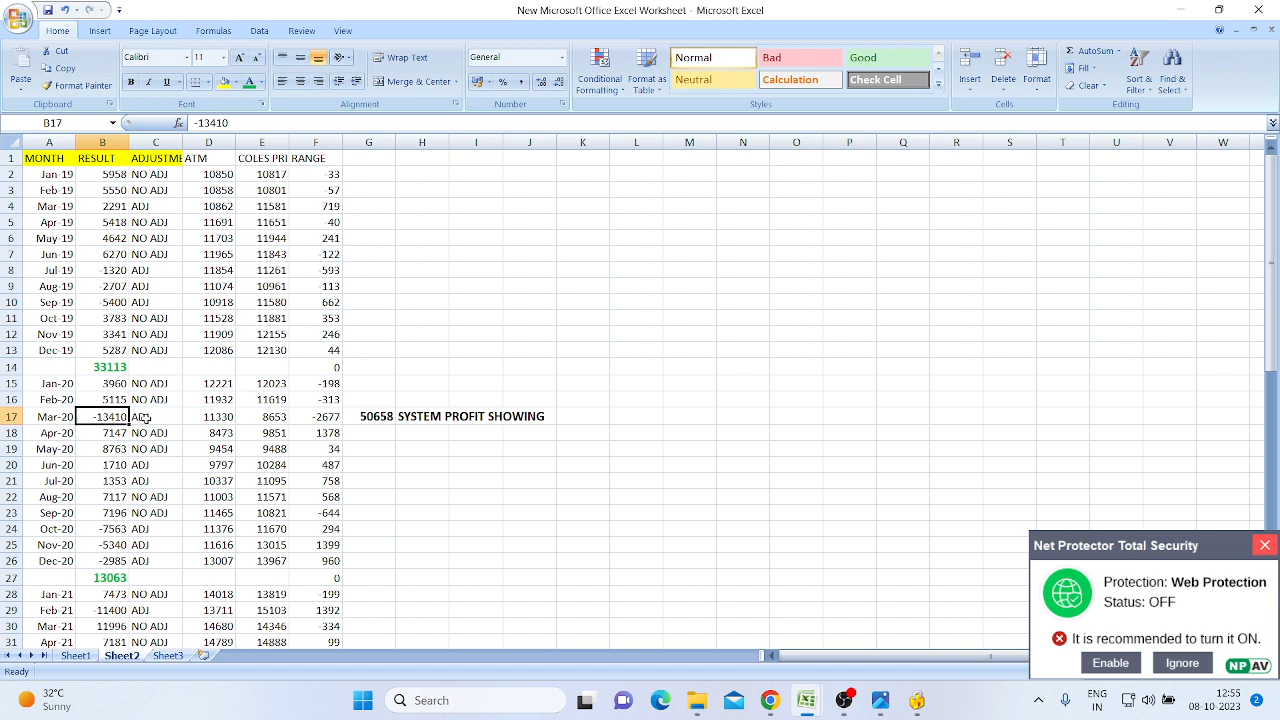 New Microsoft Office Excel Worksheet - Microsoft Excel
Home Insert Page Layout Formulas Data Review View
Paste Cut Copy Format Painter Clipboard
Calibri 11 B I U Font
Wrap Text Merge & Center Alignment
General % , Number
Conditional Formatting Format as Table Normal Bad Good Neutral Calculation Check Cell Styles
Insert Delete Format Cells
AutoSum Fill Clear Sort & Filter Find & Select Editing
B17 fx -13410
A B C D E F G H I J K L M N O P Q R S T U V W
1 MONTH RESULT ADJUSTME ATM COLES PRI RANGE
2 Jan-19 5958 NO ADJ 10850 10817 -33
3 Feb-19 5550 NO ADJ 10858 10801 -57
4 Mar-19 2291 ADJ 10862 11581 719
5 Apr-19 5418 NO ADJ 11691 11651 -40
6 May-19 4642 NO ADJ 11703 11944 241
7 Jun-19 6270 NO ADJ 11965 11843 -122
8 Jul-19 -1320 ADJ 11854 11261 -593
9 Aug-19 -2707 ADJ 11074 10961 -113
10 Sep-19 -5400 ADJ 10918 11580 662
11 Oct-19 3783 NO ADJ 11528 11881 353
12 Nov-19 3341 NO ADJ 11909 12155 246
13 Dec-19 5287 NO ADJ 12086 12130 44
14 33113 0
15 Jan-20 3960 NO ADJ 12221 12023 -198
16 Feb-20 5115 NO ADJ 11932 11619 -313
17 Mar-20 -13410 ADJ 11330 8653 -2677 50658 SYSTEM PROFIT SHOWING
18 Apr-20 7147 NO ADJ 8473 9851 1378
19 May-20 8763 NO ADJ 9454 9488 34
20 Jun-20 1710 ADJ 9797 10284 487
21 Jul-20 1353 ADJ 10337 11095 758
22 Aug-20 7117 NO ADJ 11003 11571 568
23 Sep-20 7196 NO ADJ 11465 10821 -644
24 Oct-20 -7563 ADJ 11376 11670 294
25 Nov-20 -5340 ADJ 11616 13015 1399
26 Dec-20 -2985 ADJ 13007 13967 960
27 13063 0
28 Jan-21 7473 NO ADJ 14018 13819 -199
29 Feb-21 -11400 ADJ 13711 15103 1392
30 Mar-21 11996 NO ADJ 14680 14346 -334
31 Apr-21 7181 NO ADJ 14789 14888 99
Sheet1 Sheet2 Sheet3
Ready
Net Protector Total Security
Protection: Web Protection
Status: OFF
It is recommended to turn it ON.
Enable Ignore NPAV
32°C
Sunny
Search
ENG
IN
12:55
08-10-2023
2